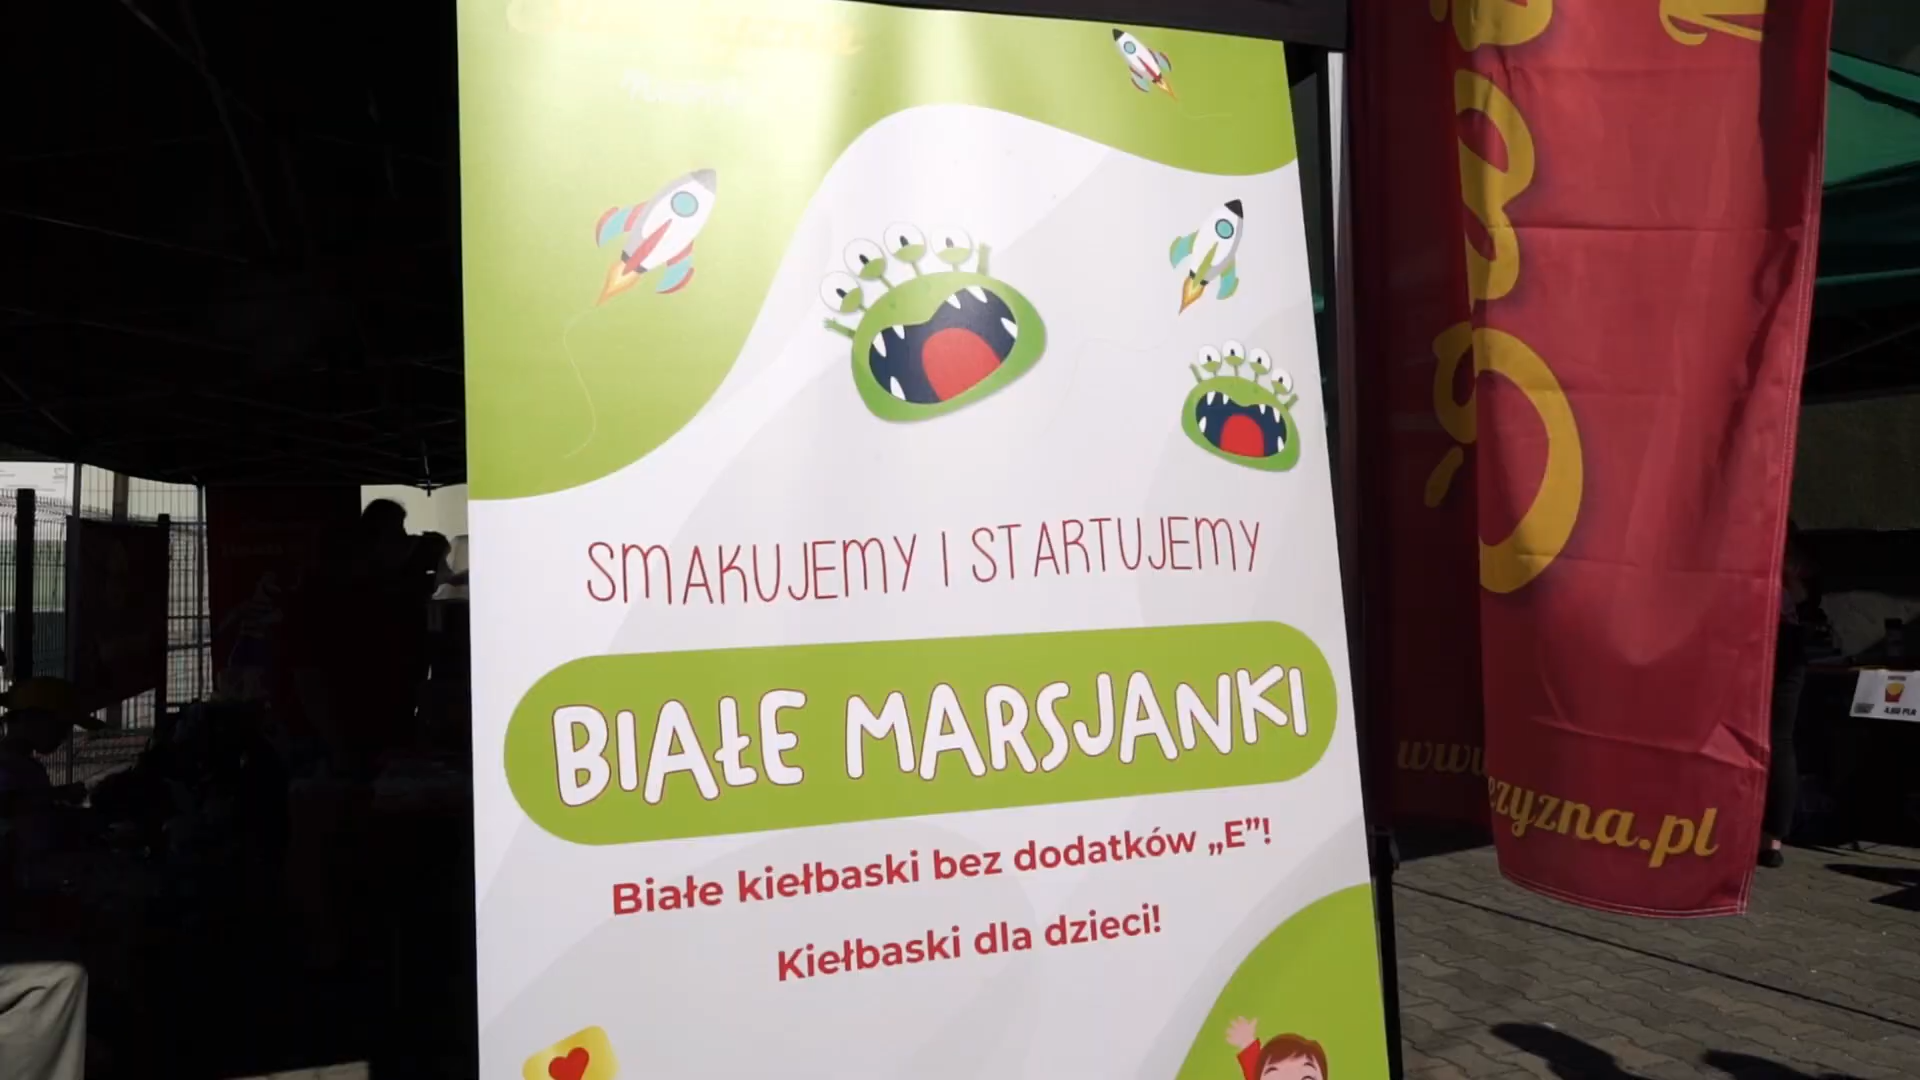 SMAKUJEMY I STARTUJEMY
BIAŁE MARSJANKI
Białe kiełbaski bez dodatków „E”!
Kiełbaski dla dzieci!